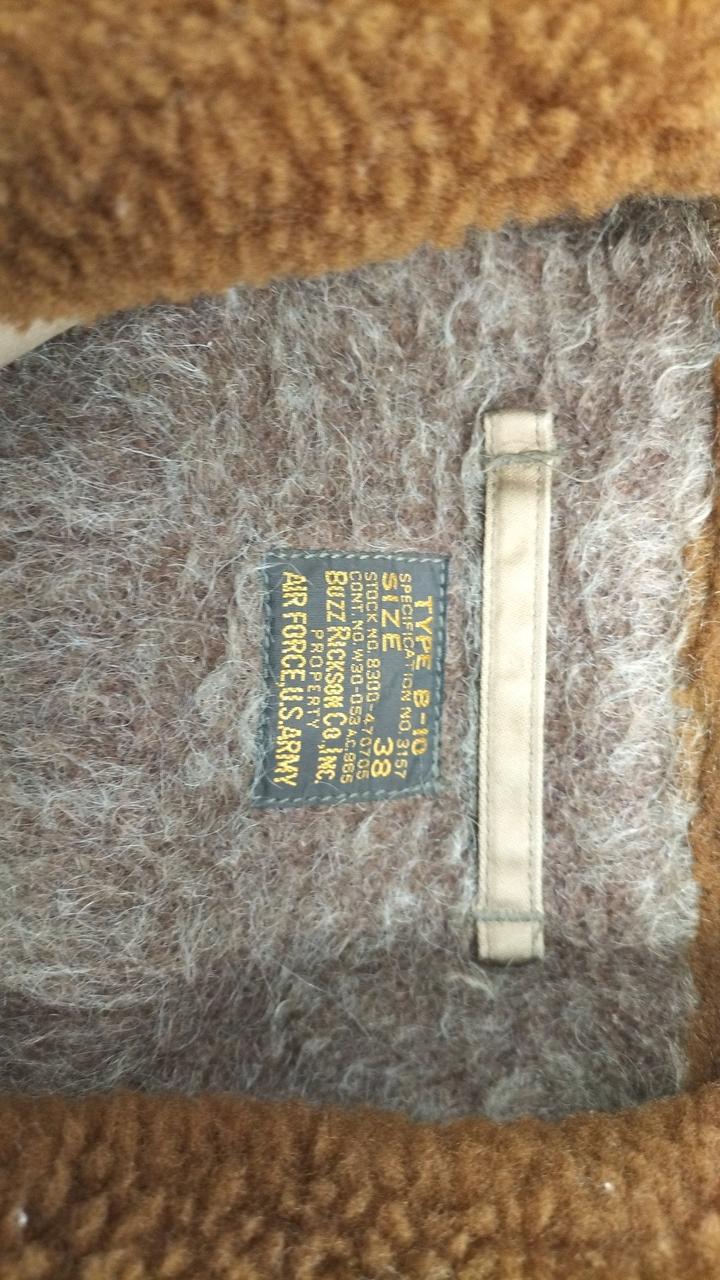 TYPE B-10
SPECIFICATION NO. 3157
SIZE 38
STOCK NO. 8300-470705
CONT. NO. W30-053 AC.965
BUZZ RICKSON CO., INC.
PROPERTY
AIR FORCE, U.S. ARMY